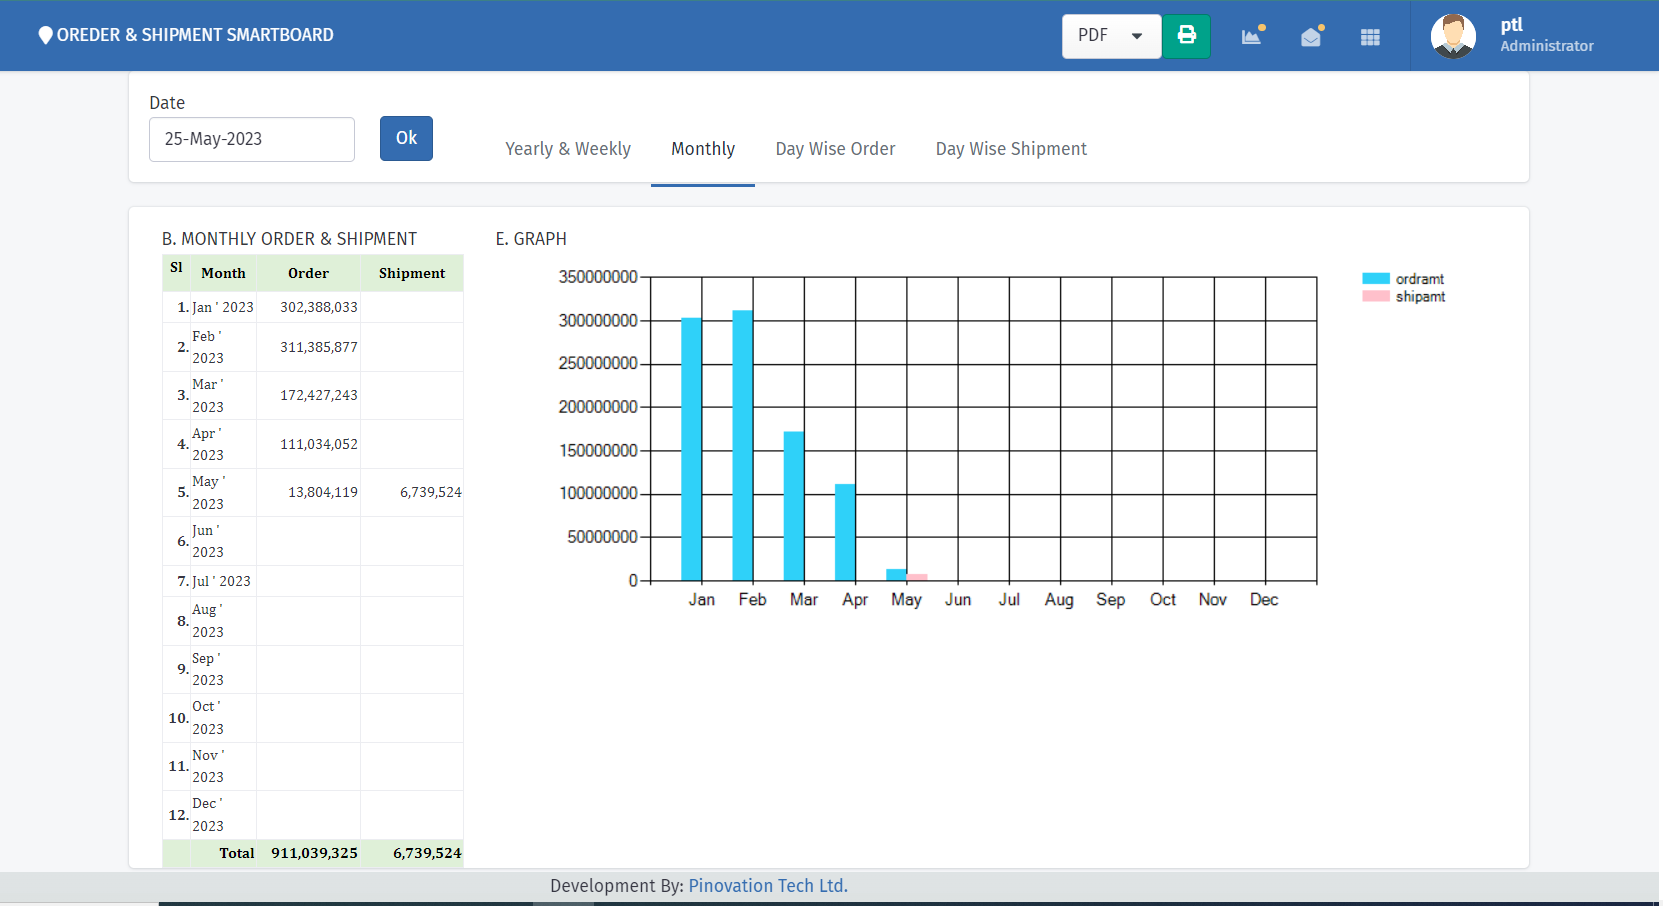 OREDER & SHIPMENT SMARTBOARD
PDF
ptl
Administrator
Date
25-May-2023
Ok
Yearly & Weekly
Monthly
Day Wise Order
Day Wise Shipment
B. MONTHLY ORDER & SHIPMENT
Sl Month Order Shipment
1. Jan ' 2023 302,388,033
2. Feb ' 2023 311,385,877
3. Mar ' 2023 172,427,243
4. Apr ' 2023 111,034,052
5. May ' 2023 13,804,119 6,739,524
6. Jun ' 2023
7. Jul ' 2023
8. Aug ' 2023
9. Sep ' 2023
10. Oct ' 2023
11. Nov ' 2023
12. Dec ' 2023
Total 911,039,325 6,739,524
E. GRAPH
350000000
300000000
250000000
200000000
150000000
100000000
50000000
0
Jan Feb Mar Apr May Jun Jul Aug Sep Oct Nov Dec
ordramt
shipamt
Development By: Pinovation Tech Ltd.